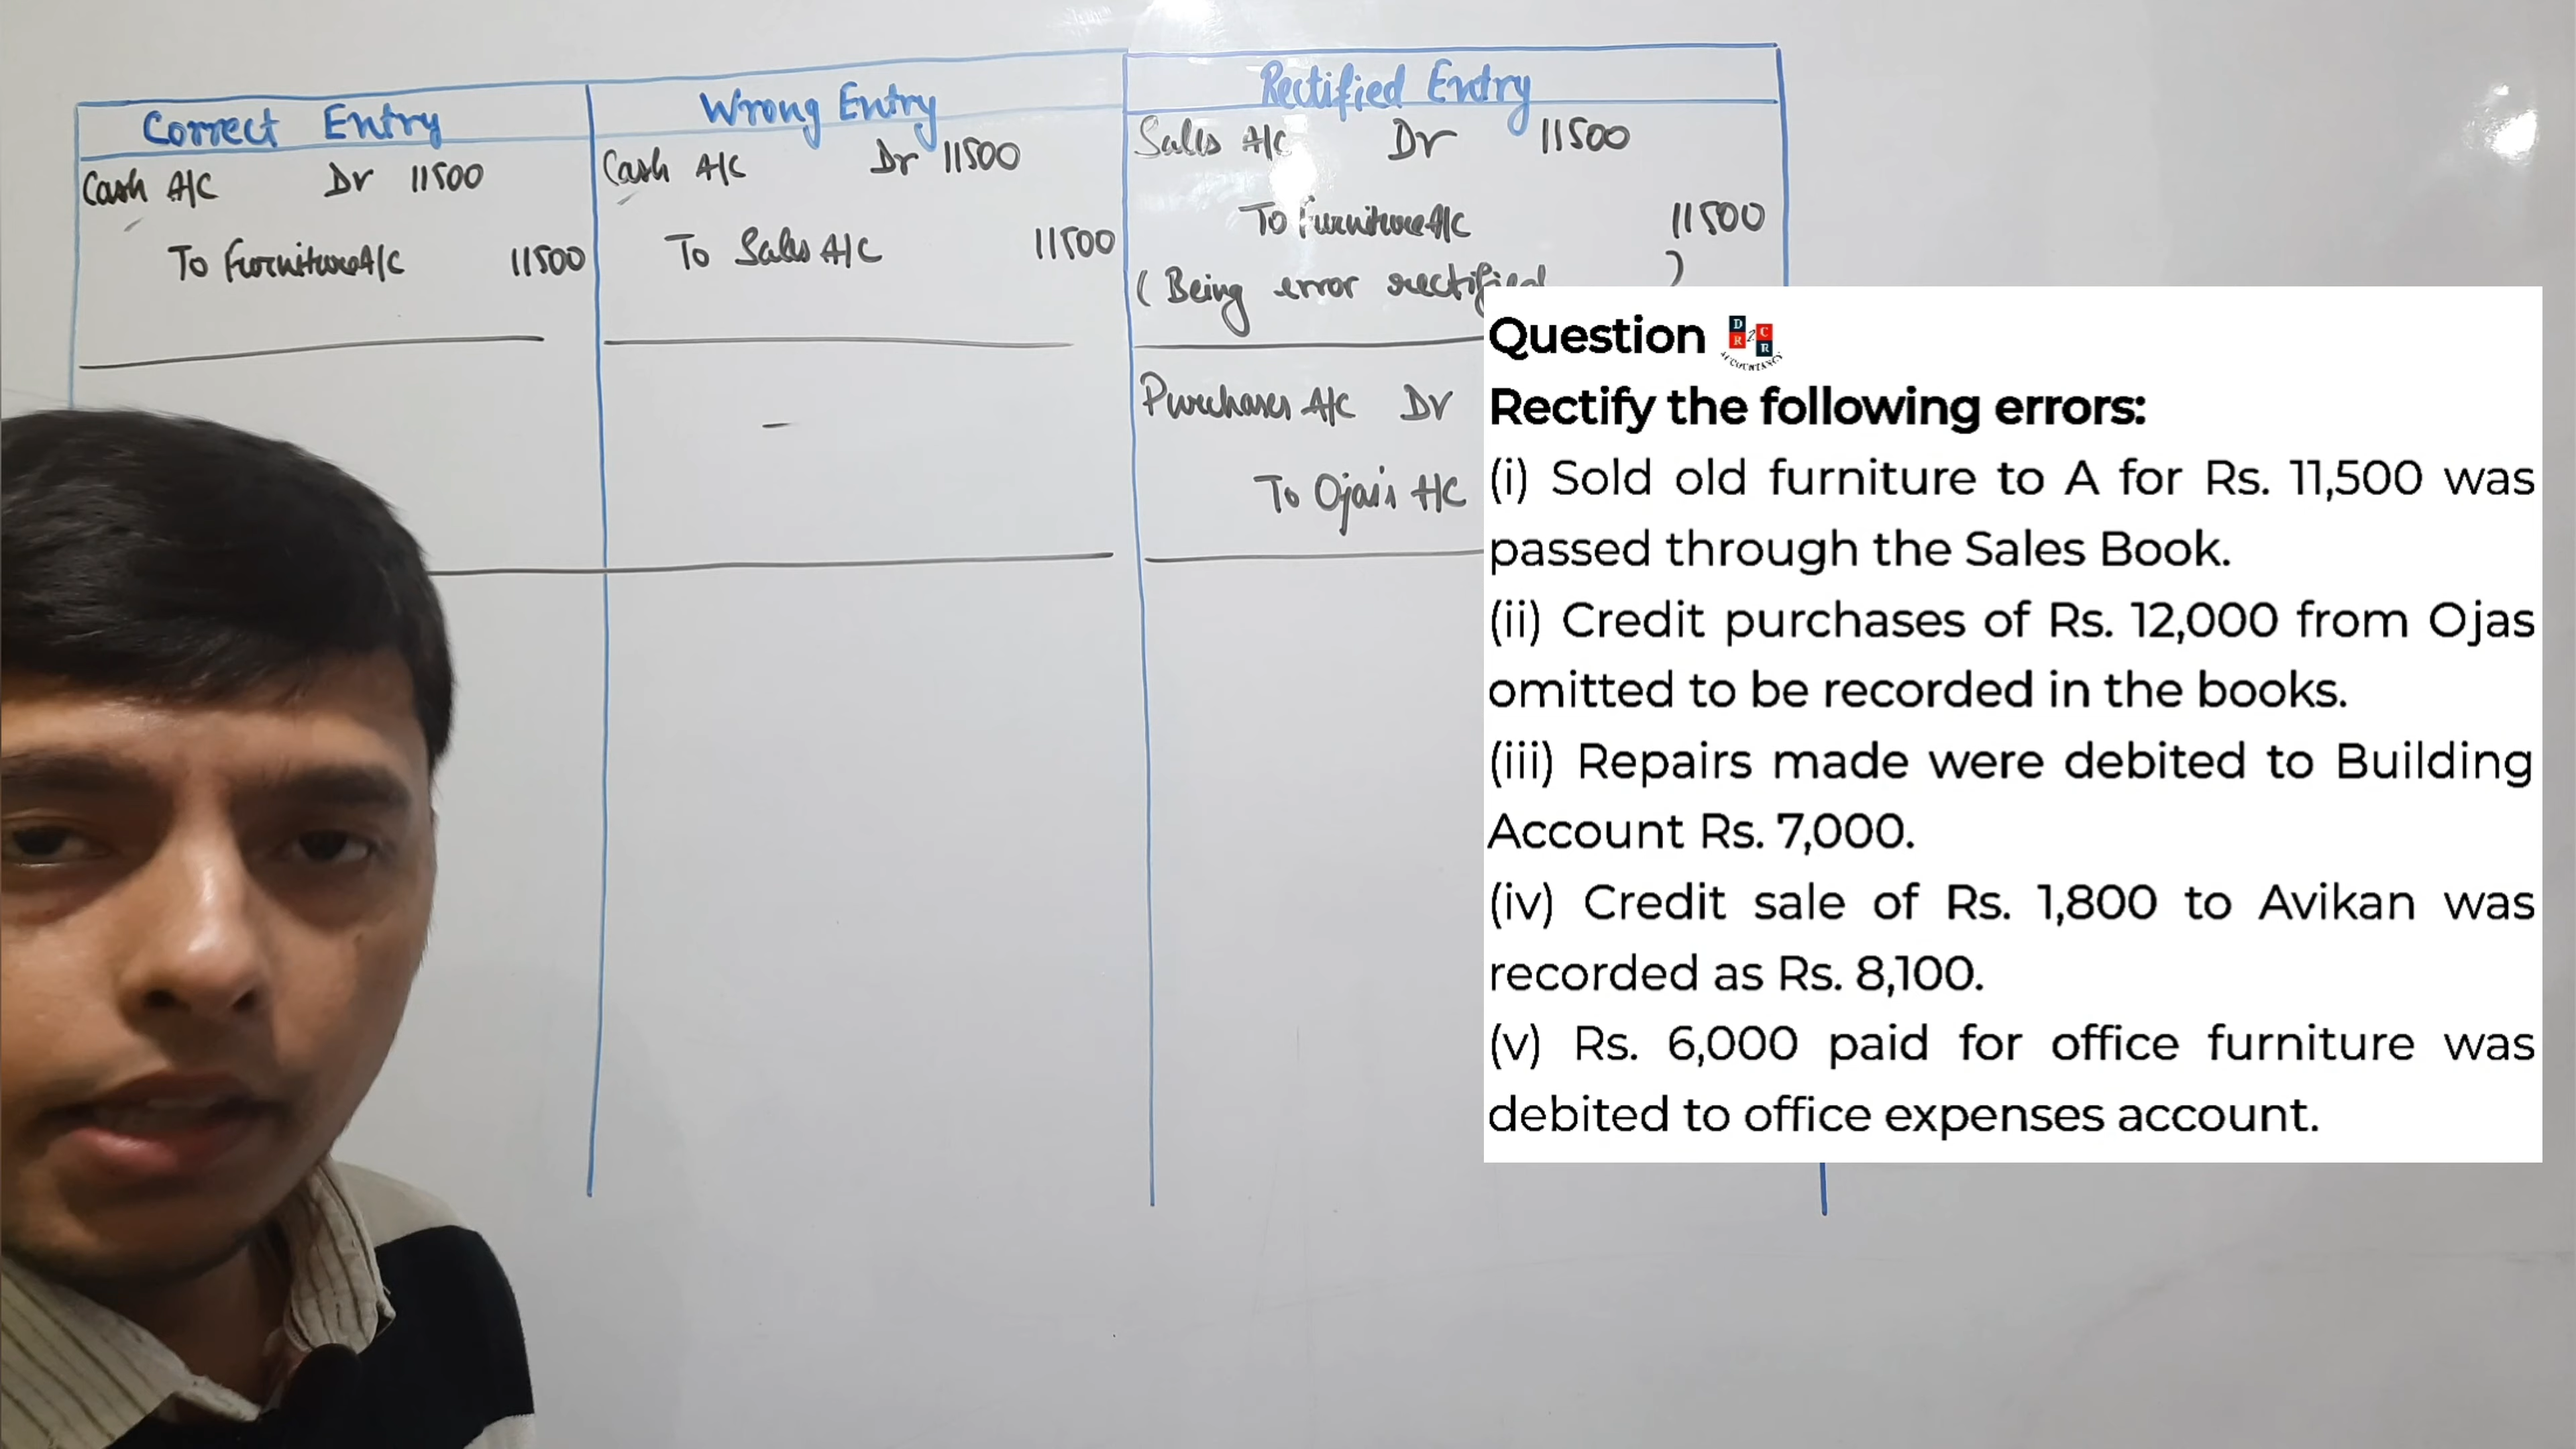 Correct Entry
Wrong Entry
Rectified Entry
Cash A/C Dr 11500
To Furniture A/C 11500
Cash A/C Dr 11500
To Sales A/C 11500
Sales A/C Dr 11500
To Furniture A/C 11500
(Being error rectified )
-
Purchases A/C Dr
To Ojas's A/C
Question
DR 2 CR
ACCOUNTANCY
Rectify the following errors:
(i) Sold old furniture to A for Rs. 11,500 was
passed through the Sales Book.
(ii) Credit purchases of Rs. 12,000 from Ojas
omitted to be recorded in the books.
(iii) Repairs made were debited to Building
Account Rs. 7,000.
(iv) Credit sale of Rs. 1,800 to Avikan was
recorded as Rs. 8,100.
(v) Rs. 6,000 paid for office furniture was
debited to office expenses account.